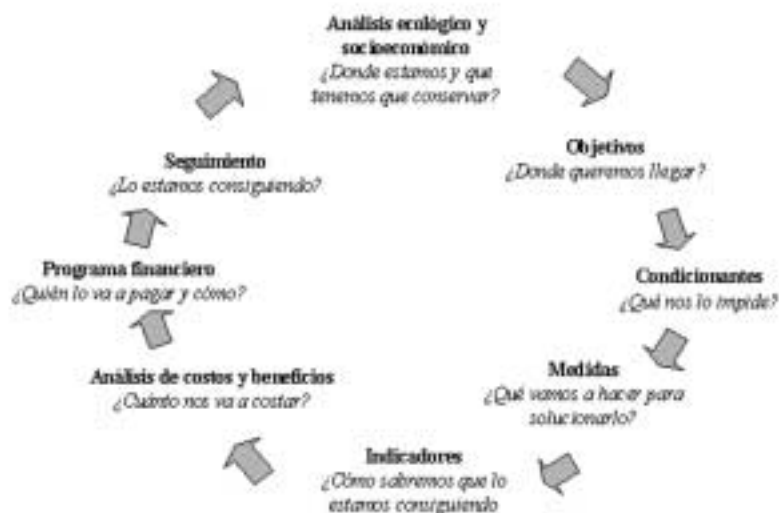 Análisis ecológico y
socioeconómico
¿Donde estamos y que
tenemos que conservar?
Objetivos
¿Donde queremos llegar?
Condicionantes
¿Qué nos lo impide?
Medidas
¿Qué vamos a hacer para
solucionarlo?
Indicadores
¿Cómo sabremos que lo
estamos consiguiendo
Análisis de costos y beneficios
¿Cuánto nos va a costar?
Programa financiero
¿Quién lo va a pagar y cómo?
Seguimiento
¿Lo estamos consiguiendo?